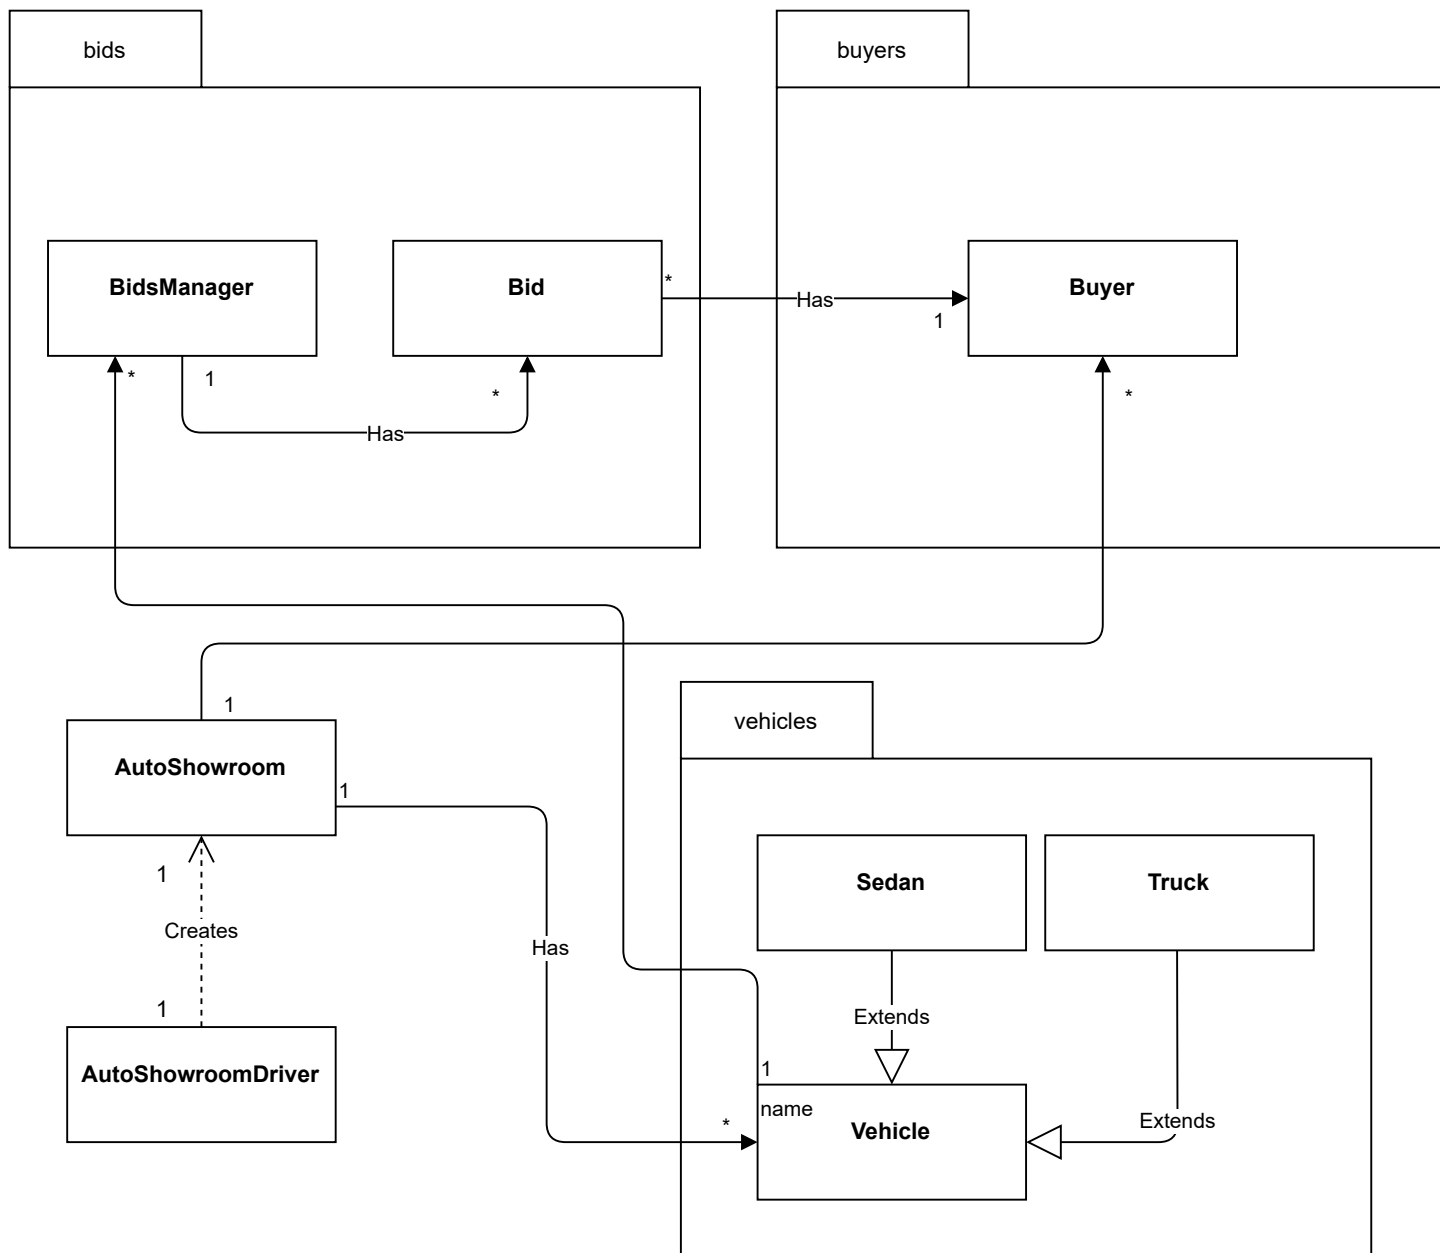 bids
buyers
BidsManager
Bid
Buyer
*
Has
1
*
1
*
*
Has
1
vehicles
AutoShowroom
1
Sedan
Truck
1
Creates
Has
1
Extends
AutoShowroomDriver
1
name
*
Vehicle
Extends